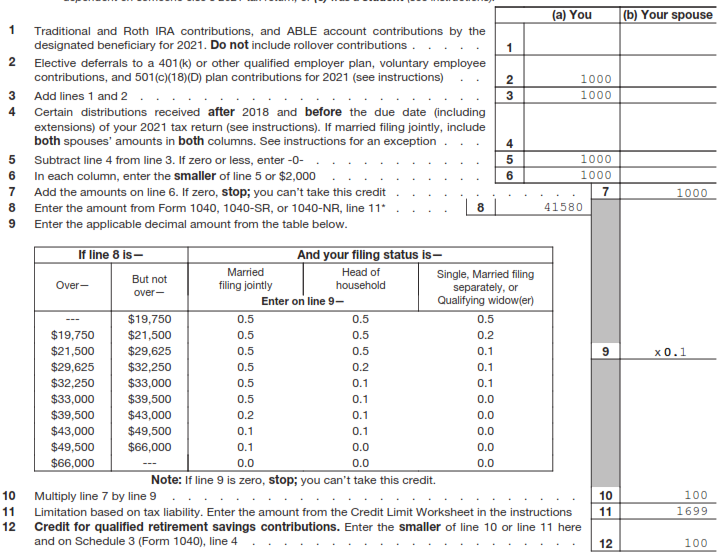 (a) You (b) Your spouse
1 Traditional and Roth IRA contributions, and ABLE account contributions by the
designated beneficiary for 2021. Do not include rollover contributions . . . . . 1
2 Elective deferrals to a 401(k) or other qualified employer plan, voluntary employee
contributions, and 501(c)(18)(D) plan contributions for 2021 (see instructions) . . 2 1000
3 Add lines 1 and 2 . . . . . . . . . . . . . . . . . . . . . 3 1000
4 Certain distributions received after 2018 and before the due date (including
extensions) of your 2021 tax return (see instructions). If married filing jointly, include
both spouses' amounts in both columns. See instructions for an exception . . . 4
5 Subtract line 4 from line 3. If zero or less, enter -0- . . . . . . . . . . 5 1000
6 In each column, enter the smaller of line 5 or $2,000 . . . . . . . . . 6 1000
7 Add the amounts on line 6. If zero, stop; you can't take this credit . . . . . . . . . . . 7 1000
8 Enter the amount from Form 1040, 1040-SR, or 1040-NR, line 11* . . . . 8 41580
9 Enter the applicable decimal amount from the table below.
If line 8 is— And your filing status is—
Over— But not
over— Married
filing jointly Head of
household Single, Married filing
separately, or
Qualifying widow(er)
Enter on line 9—
--- $19,750 0.5 0.5 0.5
$19,750 $21,500 0.5 0.5 0.2
$21,500 $29,625 0.5 0.5 0.1 9 x0.1
$29,625 $32,250 0.5 0.2 0.1
$32,250 $33,000 0.5 0.1 0.1
$33,000 $39,500 0.5 0.1 0.0
$39,500 $43,000 0.2 0.1 0.0
$43,000 $49,500 0.1 0.1 0.0
$49,500 $66,000 0.1 0.0 0.0
$66,000 --- 0.0 0.0 0.0
Note: If line 9 is zero, stop; you can't take this credit.
10 Multiply line 7 by line 9 . . . . . . . . . . . . . . . . . . . . . . . . . 10 100
11 Limitation based on tax liability. Enter the amount from the Credit Limit Worksheet in the instructions 11 1699
12 Credit for qualified retirement savings contributions. Enter the smaller of line 10 or line 11 here
and on Schedule 3 (Form 1040), line 4 . . . . . . . . . . . . . . . . . . . . 12 100